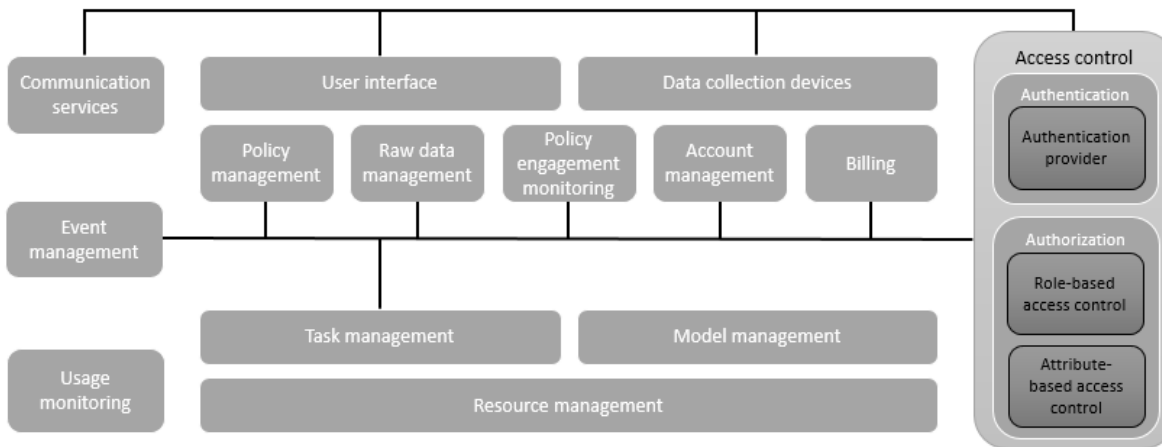 Communication
services
User interface
Data collection devices
Access control
Authentication
Authentication
provider
Policy
management
Raw data
management
Policy
engagement
monitoring
Account
management
Billing
Event
management
Authorization
Role-based
access control
Attribute-
based access
control
Task management
Model management
Usage
monitoring
Resource management